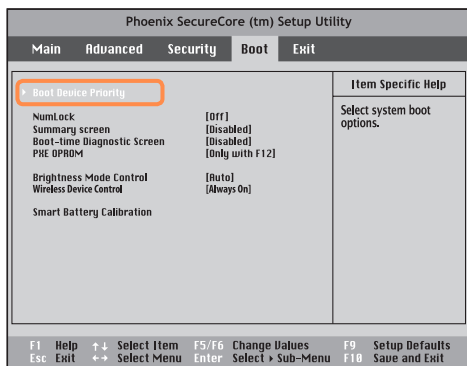 Phoenix SecureCore (tm) Setup Utility
Main Advanced Security Boot Exit
▸ Boot Device Priority
NumLock [Off]
Summary screen [Disabled]
Boot-time Diagnostic Screen [Disabled]
PXE OPROM [Only with F12]
Brightness Mode Control [Auto]
Wireless Device Control [Always On]
Smart Battery Calibration
Item Specific Help
Select system boot
options.
F1 Help ↑↓ Select Item F5/F6 Change Values F9 Setup Defaults
Esc Exit ←→ Select Menu Enter Select ▸ Sub-Menu F10 Save and Exit